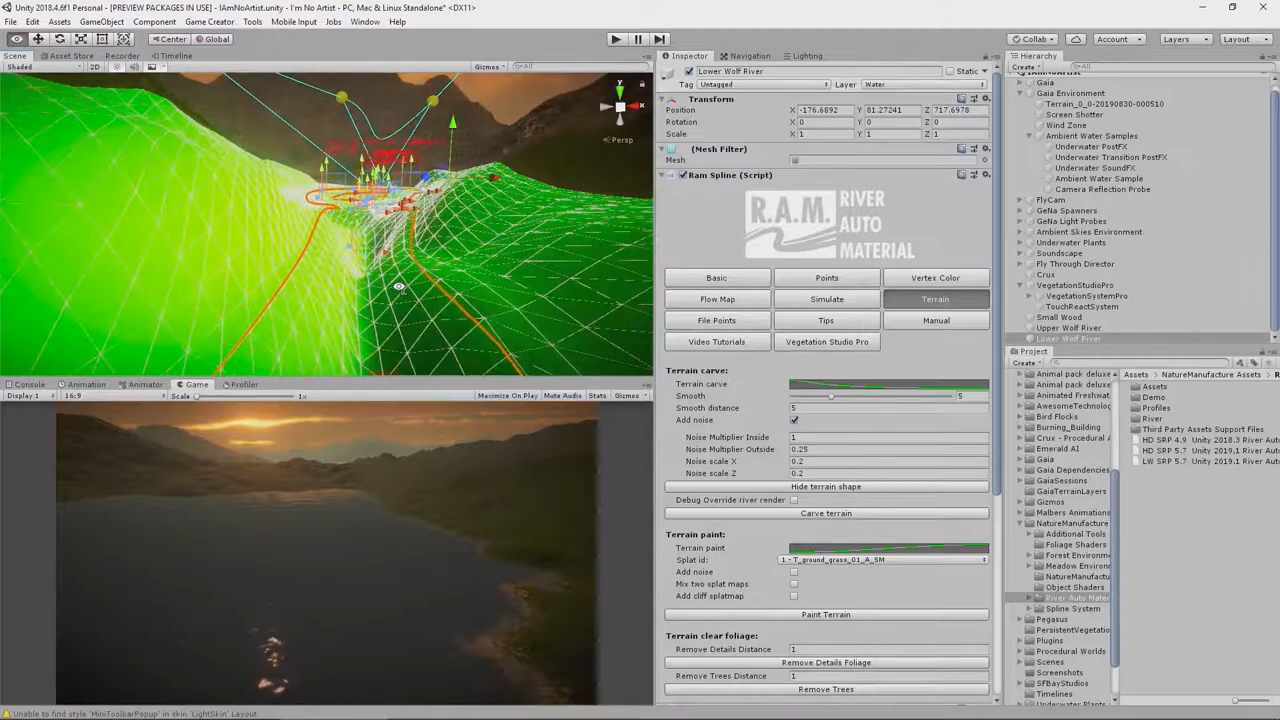 Unity 2018.4.6f1 Personal - [PREVIEW PACKAGES IN USE] - IAmNoArtist.unity - I'm No Artist - PC, Mac & Linux Standalone* <DX11>
File Edit Assets GameObject Component Game Creator Tools Mobile Input Jobs Window Help
Center Global Collab Account Layers Layout
Scene Asset Store Recorder Timeline
Shaded 2D Gizmos All
y
x
Persp
Console Animation Animator Game Profiler
Display 1 16:9 Scale 1x Maximize On Play Mute Audio Stats Gizmos
Inspector Navigation Lighting
Lower Wolf River Static
Tag Untagged Layer Water
Transform
Position X -176.6892 Y 81.27241 Z 717.6978
Rotation X 0 Y 0 Z 0
Scale X 1 Y 1 Z 1
(Mesh Filter)
Mesh
Ram Spline (Script)
R.A.M. RIVER
AUTO
MATERIAL
Basic Points Vertex Color
Flow Map Simulate Terrain
File Points Tips Manual
Video Tutorials Vegetation Studio Pro
Terrain carve:
Terrain carve
Smooth 5
Smooth distance 5
Add noise
Noise Multiplier Inside 1
Noise Multiplier Outside 0.25
Noise scale X 0.2
Noise scale Z 0.2
Hide terrain shape
Debug Override river render
Carve terrain
Terrain paint:
Terrain paint
Splat id: 1 - T_ground_grass_01_A_SM
Add noise
Mix two splat maps
Add cliff splatmap
Paint Terrain
Terrain clear foliage:
Remove Details Distance 1
Remove Details Foliage
Remove Trees Distance 1
Remove Trees
Hierarchy
Create All
IAmNoArtist
Gaia
Gaia Environment
Terrain_0_0-20190830-000510
Screen Shotter
Wind Zone
Ambient Water Samples
Underwater PostFX
Underwater Transition PostFX
Underwater SoundFX
Ambient Water Sample
Camera Reflection Probe
FlyCam
GeNa Spawners
GeNa Light Probes
Ambient Skies Environment
Underwater Plants
Soundscape
Fly Through Director
Crux
VegetationStudioPro
VegetationSystemPro
TouchReactSystem
Small Wood
Upper Wolf River
Lower Wolf River
Project
Create
Animal pack deluxe
Animal pack deluxe
Animated Freshwat
AwesomeTechnolog
Bird Flocks
Burning_Building
Crux - Procedural A
Emerald AI
Gaia
Gaia Dependencies
GaiaSessions
GaiaTerrainLayers
Gizmos
Malbers Animations
NatureManufacture
Additional Tools
Foliage Shaders
Forest Environm
Meadow Environ
NatureManufactu
Object Shaders
River Auto Mater
Spline System
Pegasus
PersistentVegetatio
Plugins
Procedural Worlds
Scenes
Screenshots
SFBayStudios
Timelines
Underwater Plants
Assets NatureManufacture Assets R
Assets
Demo
Profiles
River
Third Party Assets Support Files
HD SRP 4.9 Unity 2018.3 River Aut
HD SRP 5.7 Unity 2019.1 River Aut
LW SRP 5.7 Unity 2019.1 River Aut
Unable to find style 'MiniToolbarPopup' in skin 'LightSkin' Layout